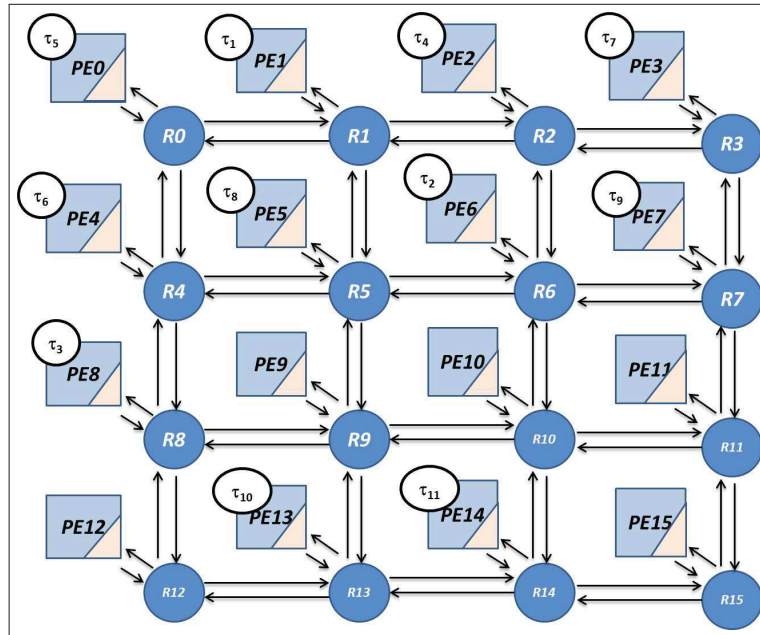 τ5 PE0 τ1 PE1 τ4 PE2 τ7 PE3
R0 R1 R2 R3
τ6 PE4 τ8 PE5 τ2 PE6 τ9 PE7
R4 R5 R6 R7
τ3 PE8 PE9 PE10 PE11
R8 R9 R10 R11
PE12 τ10 PE13 τ11 PE14 PE15
R12 R13 R14 R15